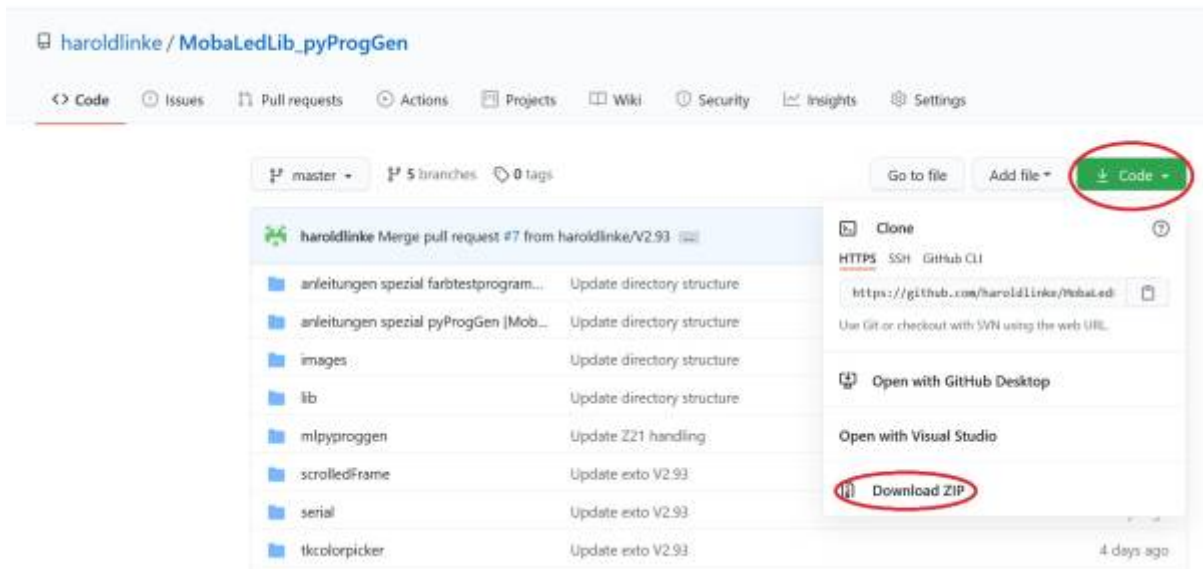 haroldlinke / MobaLedLib_pyProgGen
Code Issues Pull requests Actions Projects Wiki Security Insights Settings
master 5 branches 0 tags Go to file Add file Code
haroldlinke Merge pull request #7 from haroldlinke/V2.93 ...
Clone
HTTPS SSH GitHub CLI
anleitungen spezial farbtestprogram... Update directory structure
https://github.com/haroldlinke/MobaLed
anleitungen spezial pyProgGen [Mob... Update directory structure
Use Git or checkout with SVN using the web URL.
images Update directory structure
Open with GitHub Desktop
lib Update directory structure
mlpyproggen Update Z21 handling
Open with Visual Studio
scrolledFrame Update exto V2.93
Download ZIP
serial Update exto V2.93
tkcolorpicker Update exto V2.93 4 days ago